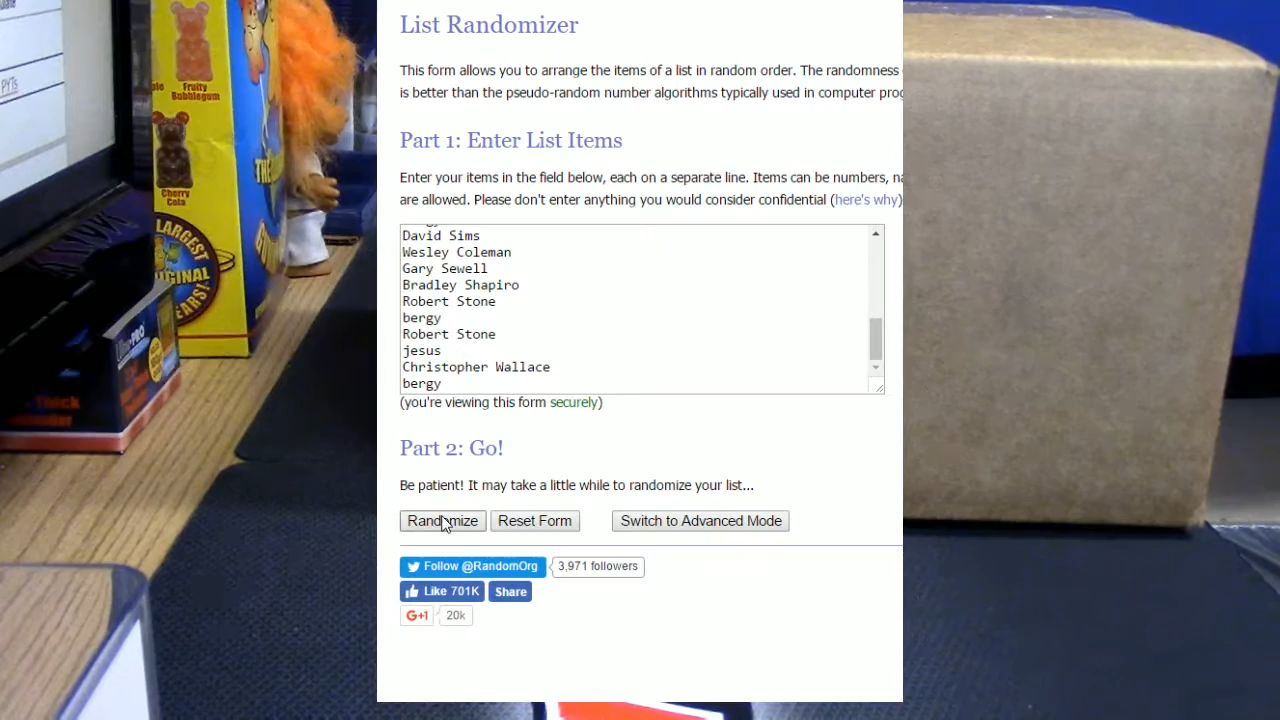 List Randomizer
This form allows you to arrange the items of a list in random order. The randomness
is better than the pseudo-random number algorithms typically used in computer
Part 1: Enter List Items
Enter your items in the field below, each on a separate line. Items can be numbers,
are allowed. Please don't enter anything you would consider confidential (here's why)
David Sims
Wesley Coleman
Gary Sewell
Bradley Shapiro
Robert Stone
bergy
Robert Stone
jesus
Christopher Wallace
bergy
(you're viewing this form securely)
Part 2: Go!
Be patient! It may take a little while to randomize your list...
Randomize Reset Form Switch to Advanced Mode
Follow @RandomOrg 3,971 followers
Like 701K Share
G+1 20k
PYTs
Fruity
Bubblegum
Cherry
Cola
LARGEST
Ultra-PRO